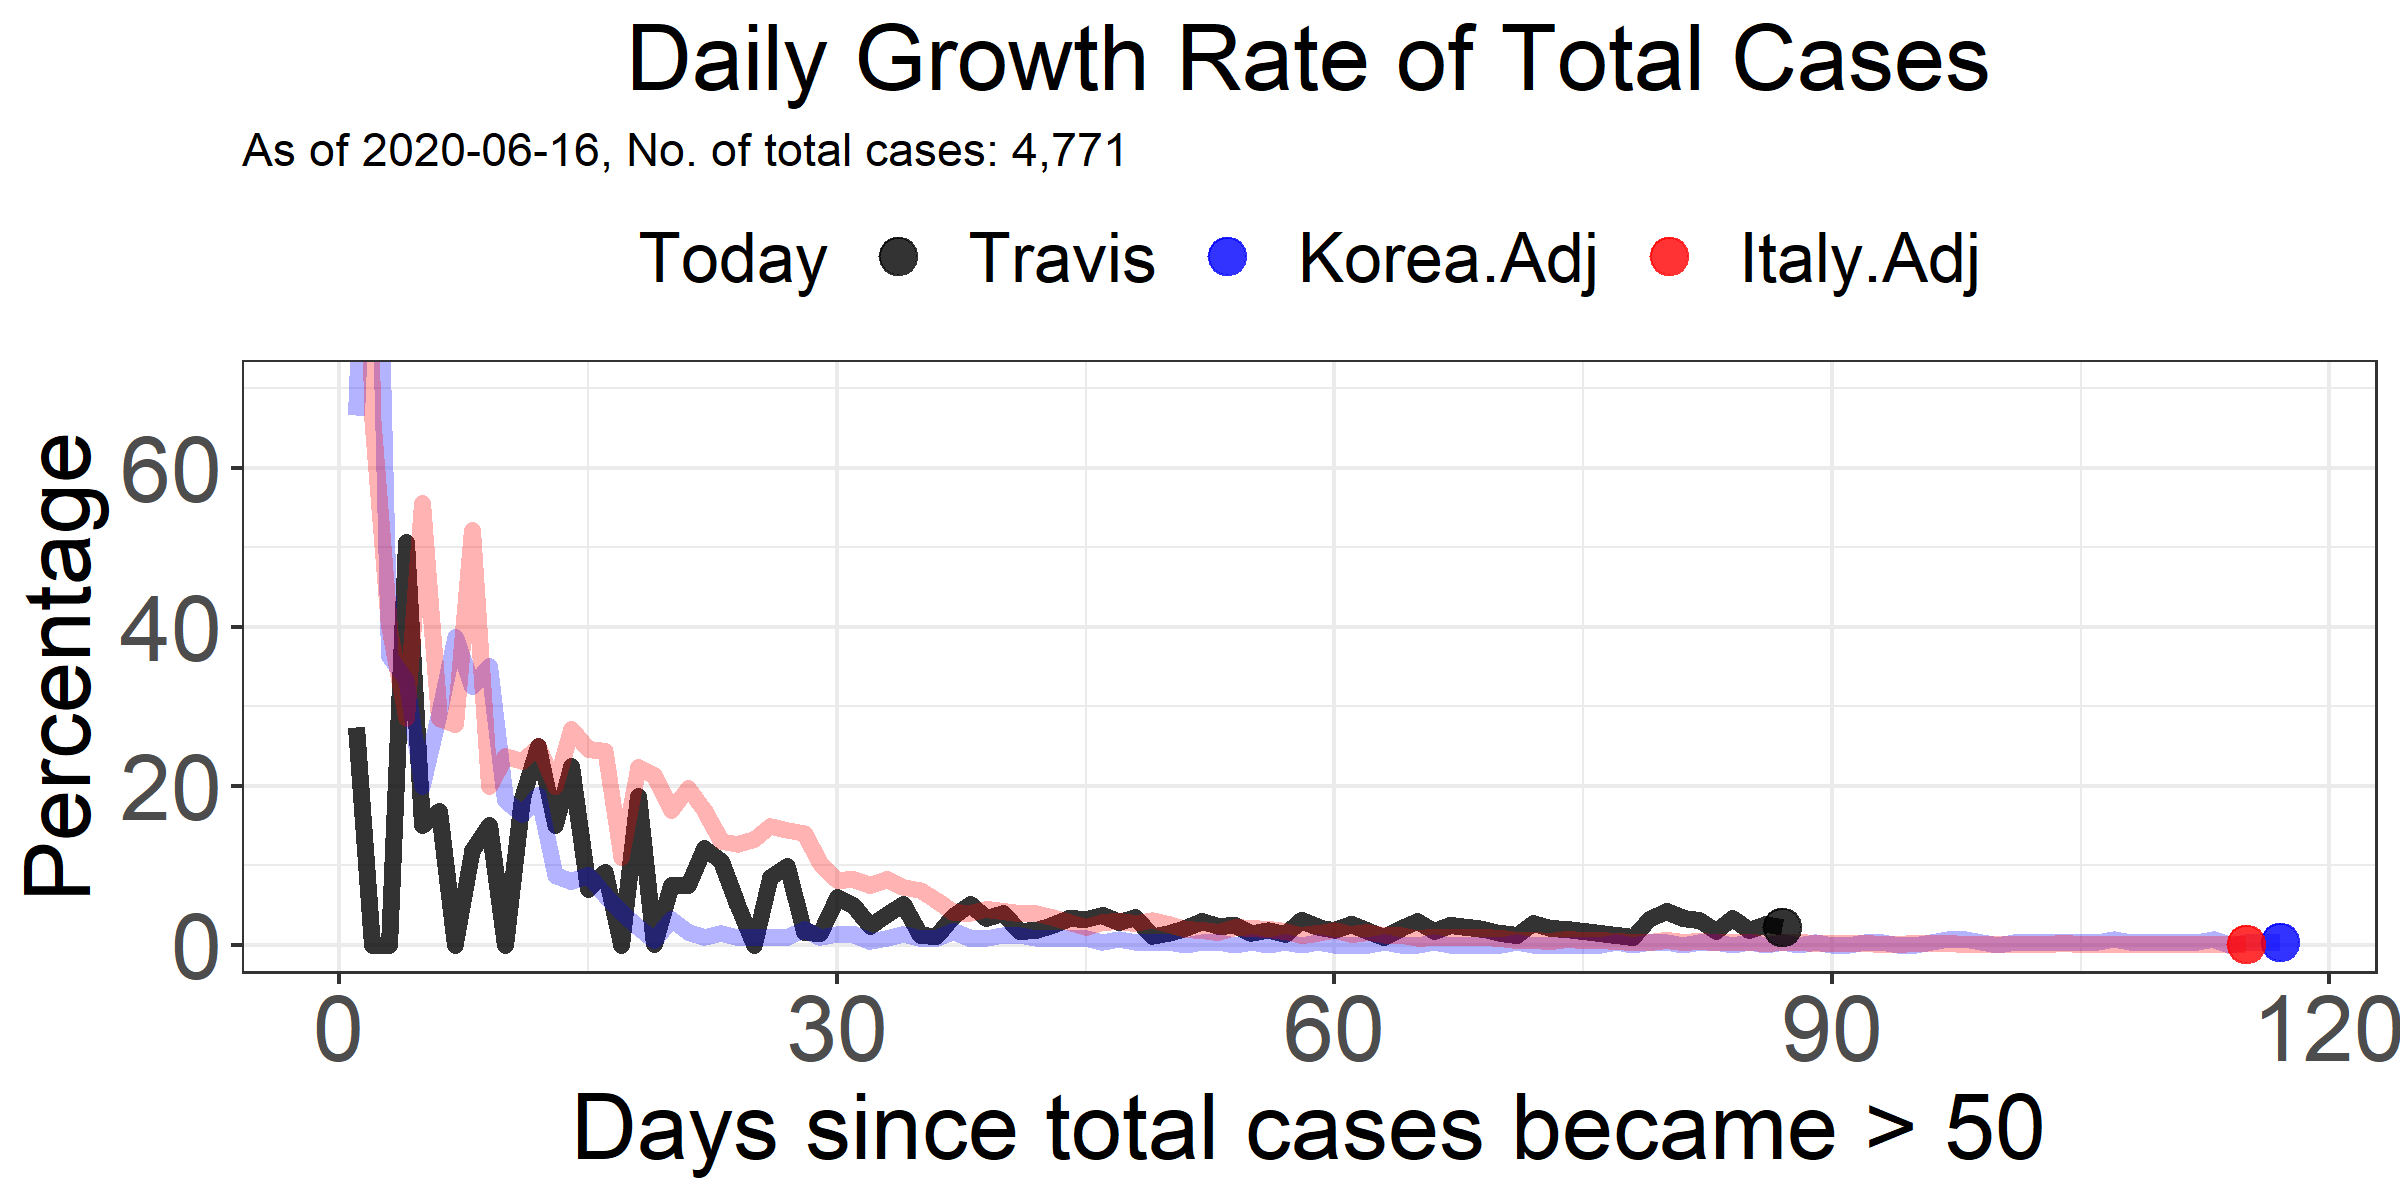 Daily Growth Rate of Total Cases
As of 2020-06-16, No. of total cases: 4,771
Today Travis Korea.Adj Italy.Adj
Percentage
60
40
20
0
0 30 60 90 120
Days since total cases became > 50